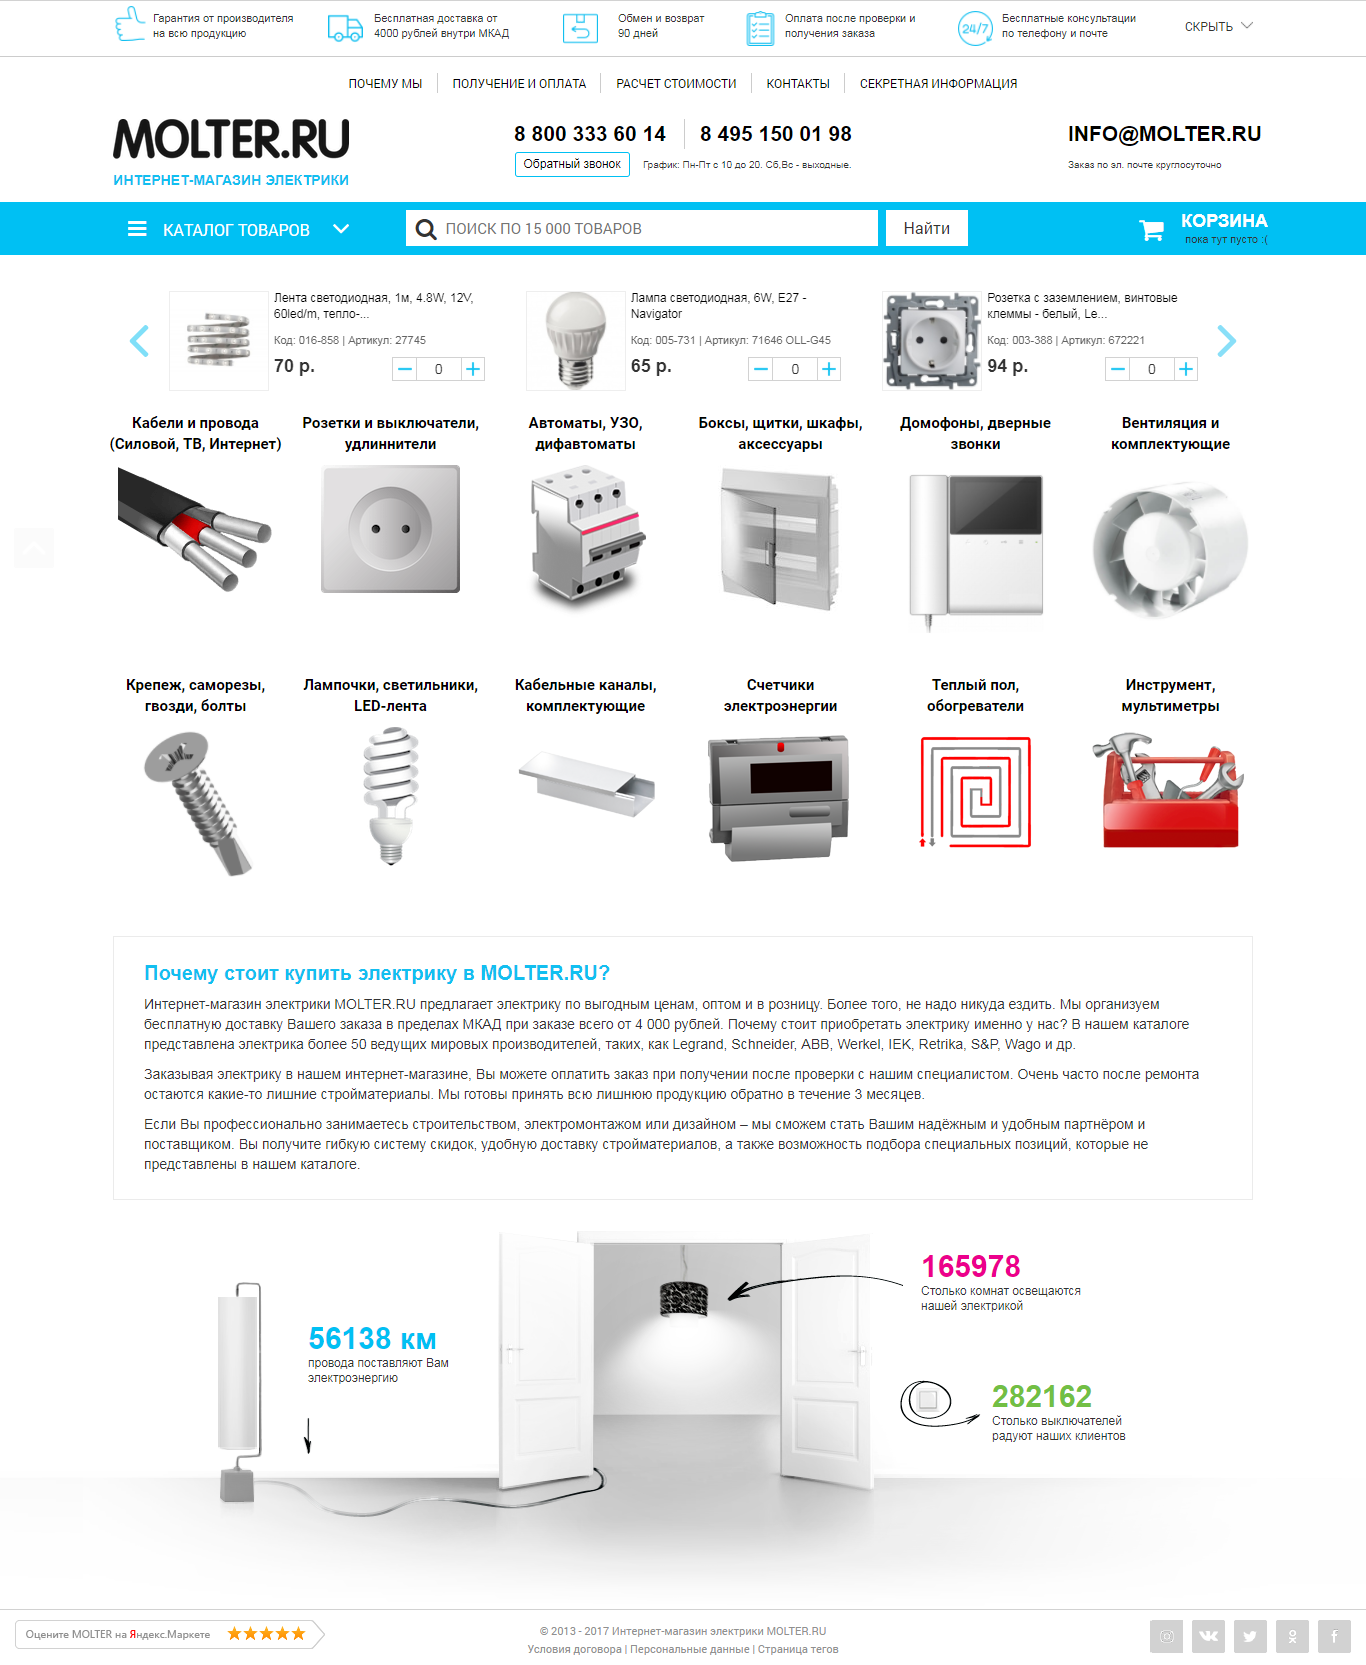 Гарантия от производителя
на всю продукцию
Бесплатная доставка от
4000 рублей внутри МКАД
Обмен и возврат
90 дней
Оплата после проверки и
получения заказа
24/7
Бесплатные консультации
по телефону и почте
СКРЫТЬ
ПОЧЕМУ МЫ
ПОЛУЧЕНИЕ И ОПЛАТА
РАСЧЕТ СТОИМОСТИ
КОНТАКТЫ
СЕКРЕТНАЯ ИНФОРМАЦИЯ
MOLTER.RU
ИНТЕРНЕТ-МАГАЗИН ЭЛЕКТРИКИ
8 800 333 60 14
8 495 150 01 98
Обратный звонок
График: Пн-Пт с 10 до 20. Сб,Вс - выходные.
INFO@MOLTER.RU
Заказ по эл. почте круглосуточно
КАТАЛОГ ТОВАРОВ
ПОИСК ПО 15 000 ТОВАРОВ
Найти
КОРЗИНА
пока тут пусто :(
Лента светодиодная, 1м, 4.8W, 12V,
60led/m, тепло-...
Код: 016-858 | Артикул: 27745
70 р.
0
Лампа светодиодная, 6W, E27 -
Navigator
Код: 005-731 | Артикул: 71646 OLL-G45
65 р.
0
Розетка с заземлением, винтовые
клеммы - белый, Le...
Код: 003-388 | Артикул: 672221
94 р.
0
Кабели и провода
(Силовой, ТВ, Интернет)
Розетки и выключатели,
удлиннители
Автоматы, УЗО,
дифавтоматы
Боксы, щитки, шкафы,
аксессуары
Домофоны, дверные
звонки
Вентиляция и
комплектующие
Крепеж, саморезы,
гвозди, болты
Лампочки, светильники,
LED-лента
Кабельные каналы,
комплектующие
Счетчики
электроэнергии
Теплый пол,
обогреватели
Инструмент,
мультиметры
Почему стоит купить электрику в MOLTER.RU?
Интернет-магазин электрики MOLTER.RU предлагает электрику по выгодным ценам, оптом и в розницу. Более того, не надо никуда ездить. Мы организуем
бесплатную доставку Вашего заказа в пределах МКАД при заказе всего от 4 000 рублей. Почему стоит приобретать электрику именно у нас? В нашем каталоге
представлена электрика более 50 ведущих мировых производителей, таких, как Legrand, Schneider, ABB, Werkel, IEK, Retrika, S&P, Wago и др.
Заказывая электрику в нашем интернет-магазине, Вы можете оплатить заказ при получении после проверки с нашим специалистом. Очень часто после ремонта
остаются какие-то лишние стройматериалы. Мы готовы принять всю лишнюю продукцию обратно в течение 3 месяцев.
Если Вы профессионально занимаетесь строительством, электромонтажом или дизайном – мы сможем стать Вашим надёжным и удобным партнёром и
поставщиком. Вы получите гибкую систему скидок, удобную доставку стройматериалов, а также возможность подбора специальных позиций, которые не
представлены в нашем каталоге.
165978
Столько комнат освещаются
нашей электрикой
56138 км
провода поставляют Вам
электроэнергию
282162
Столько выключателей
радуют наших клиентов
Оцените MOLTER на Яндекс.Маркете
© 2013 - 2017 Интернет-магазин электрики MOLTER.RU
Условия договора | Персональные данные | Страница тегов